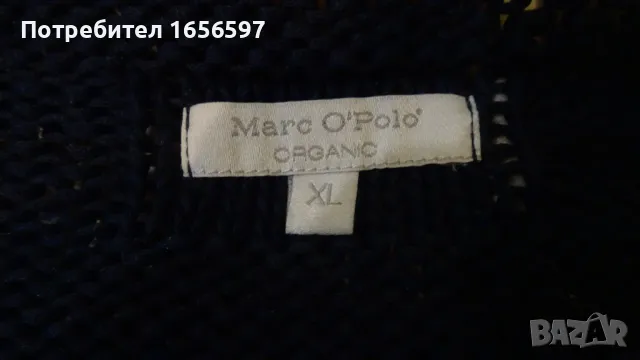 Потребител 1656597
Marc O'Polo
ORGANIC
XL
BAZAR